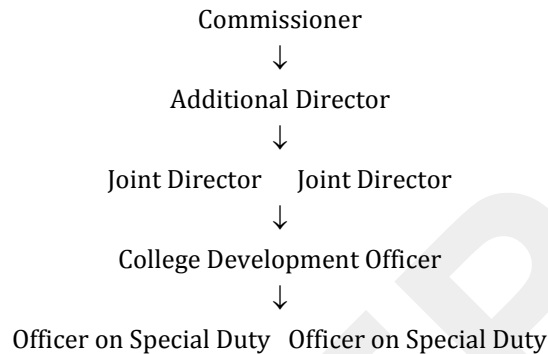 Commissioner
↓
Additional Director
↓
Joint Director Joint Director
↓
College Development Officer
↓
Officer on Special Duty Officer on Special Duty